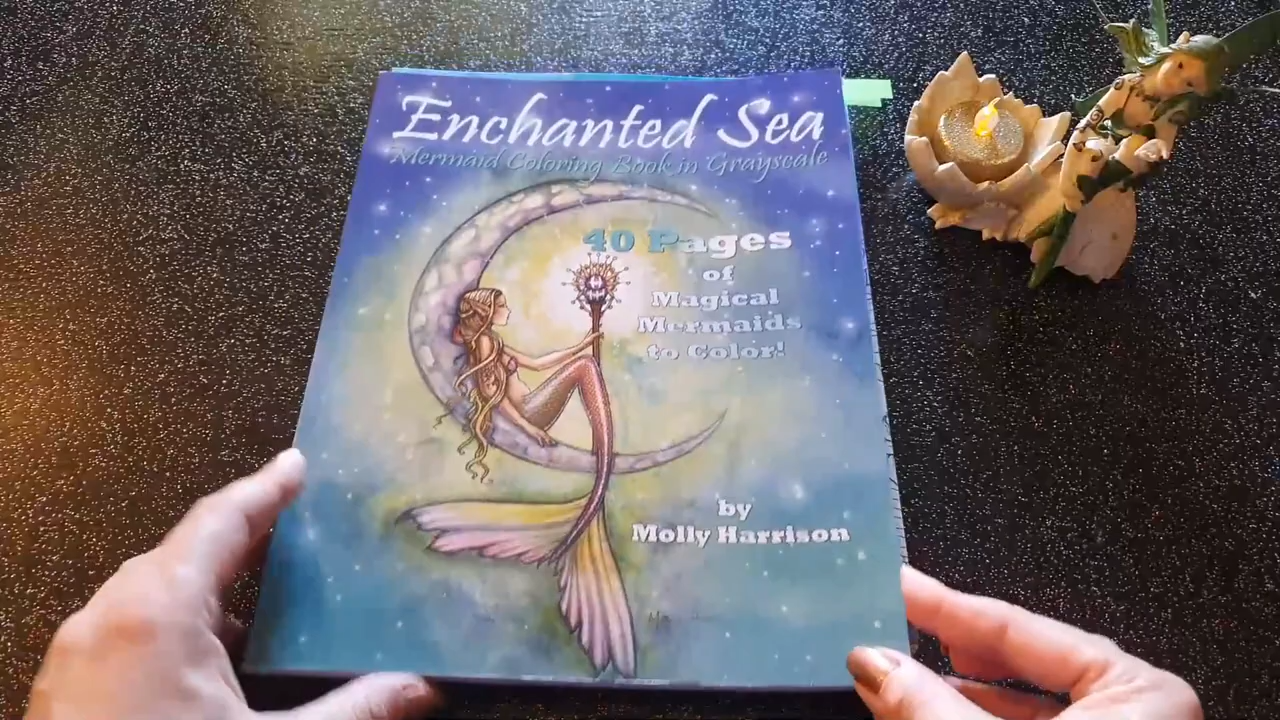 Enchanted Sea
Mermaid Coloring Book in Grayscale
40 Pages
of
Magical
Mermaids
to Color!
by
Molly Harrison